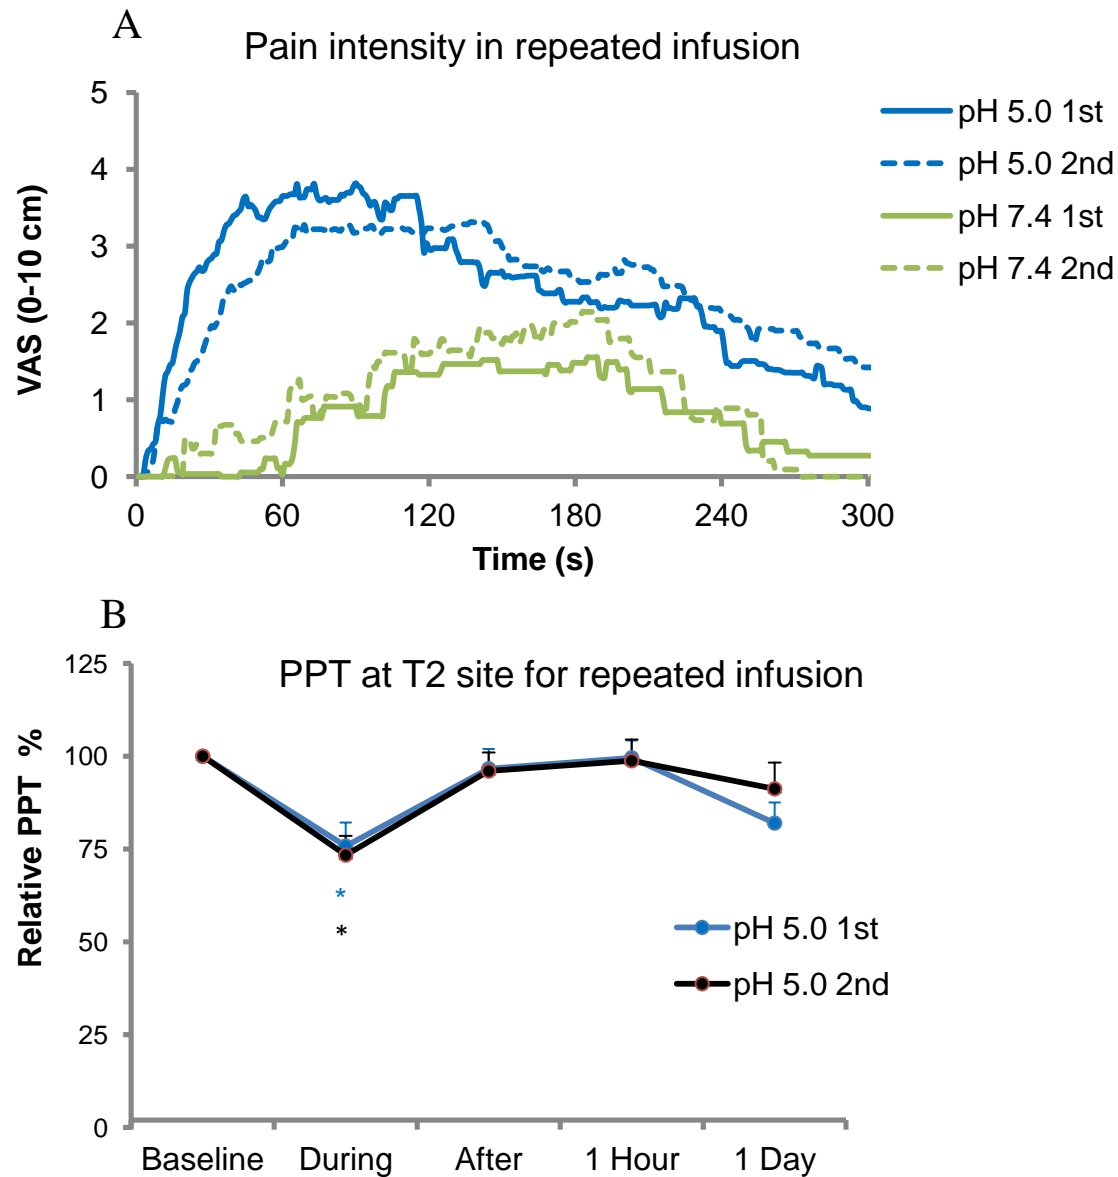 A
Pain intensity in repeated infusion
5
4
3
2
1
0
VAS (0-10 cm)
0 60 120 180 240 300
Time (s)
pH 5.0 1st
pH 5.0 2nd
pH 7.4 1st
pH 7.4 2nd
B
PPT at T2 site for repeated infusion
125
100
75
50
25
0
Relative PPT %
*
*
pH 5.0 1st
pH 5.0 2nd
Baseline During After 1 Hour 1 Day